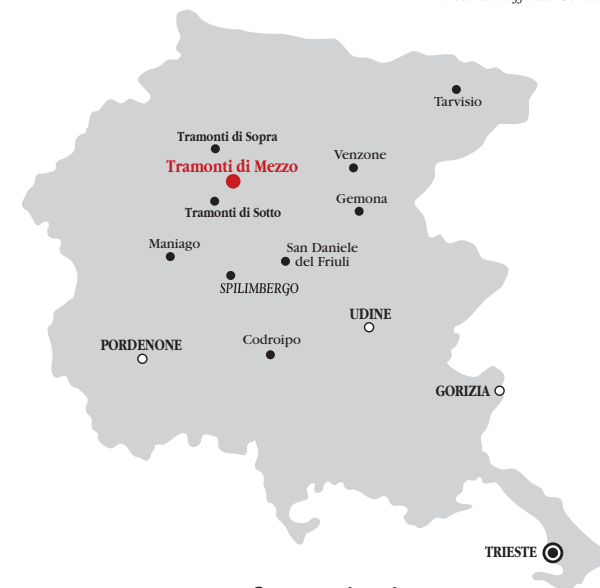 Tarvisio
Tramonti di Sopra
Venzone
Tramonti di Mezzo
Gemona
Tramonti di Sotto
Maniago
San Daniele
del Friuli
SPILIMBERGO
UDINE
Codroipo
PORDENONE
GORIZIA
TRIESTE